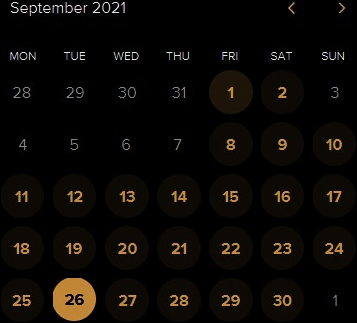 September 2021
MON TUE WED THU FRI SAT SUN
28 29 30 31 1 2 3
4 5 6 7 8 9 10
11 12 13 14 15 16 17
18 19 20 21 22 23 24
25 26 27 28 29 30 1